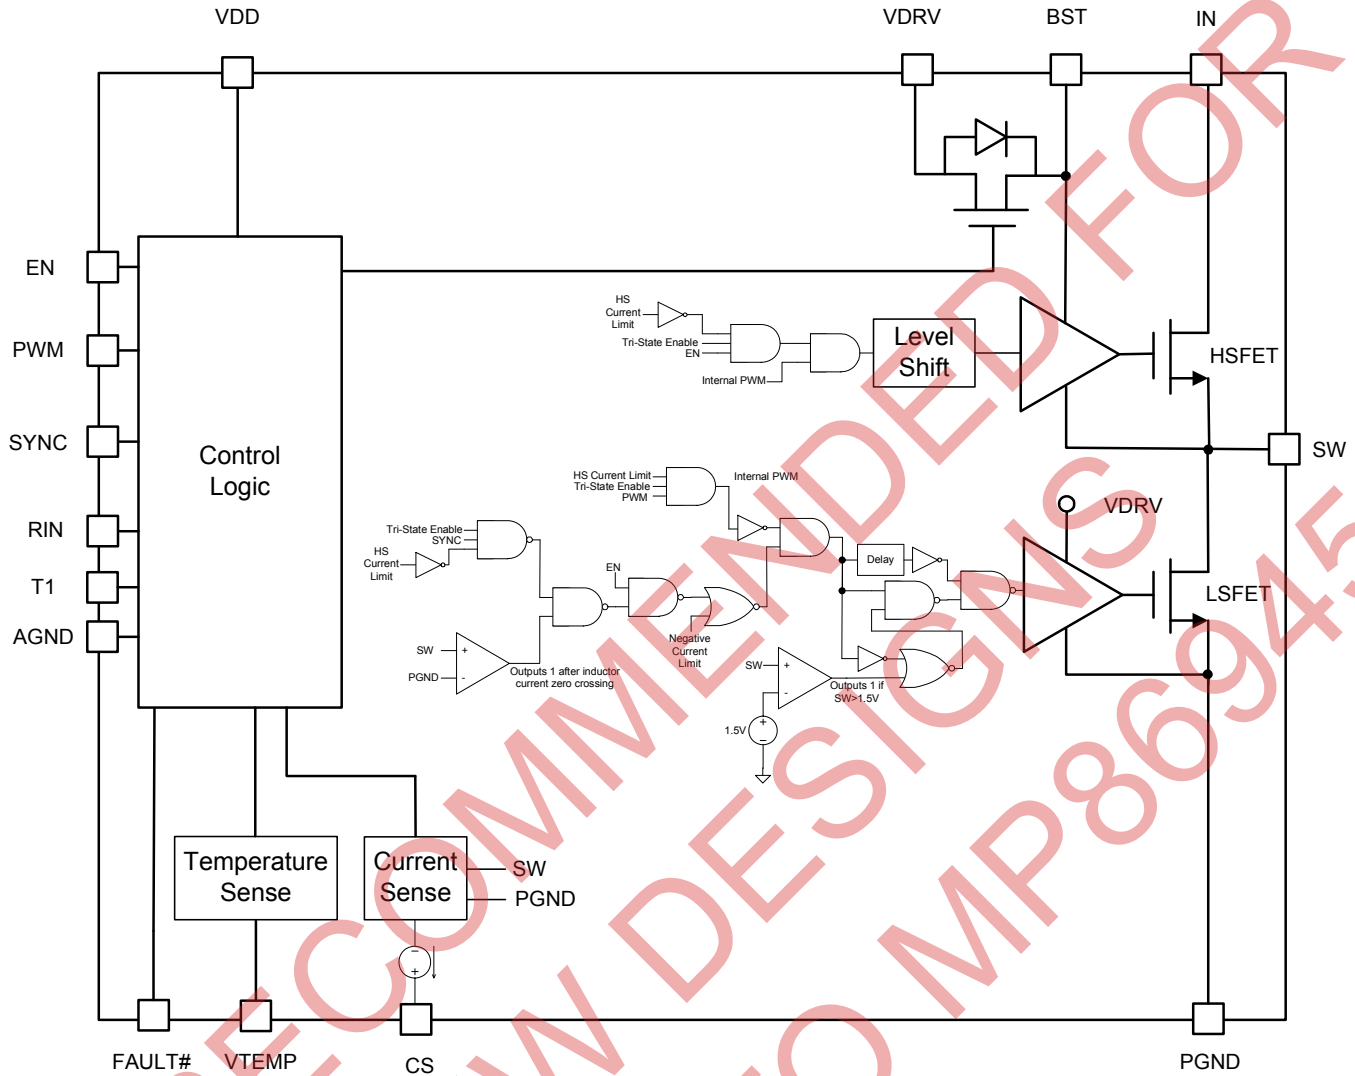 VDD
VDRV
BST
IN
EN
PWM
SYNC
RIN
T1
AGND
Control
Logic
HS
Current
Limit
Tri-State Enable
EN
Internal PWM
Level
Shift
HSFET
SW
HS Current Limit
Tri-State Enable
PWM
Internal PWM
VDRV
Tri-State Enable
SYNC
HS
Current
Limit
EN
Delay
LSFET
SW
+
PGND
-
Outputs 1 after inductor
current zero crossing
Negative
Current
Limit
SW
+
-
Outputs 1 if
SW>1.5V
1.5V
+
−
Temperature
Sense
Current
Sense
SW
PGND
−
+
FAULT#
VTEMP
CS
PGND
RECOMMENDED FOR
W DESIGNS
TO MP86945